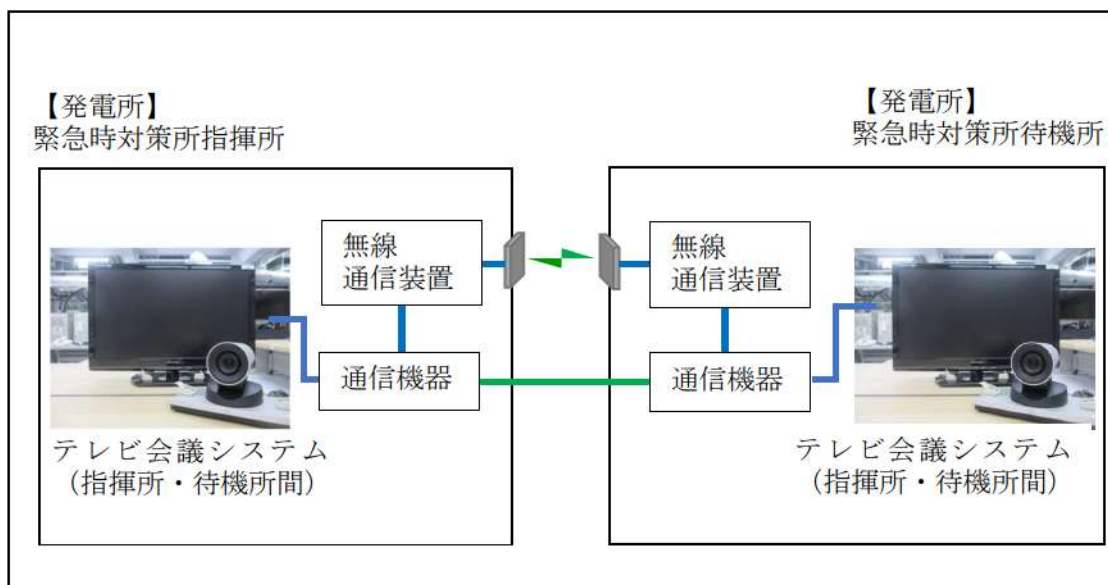 【発電所】
緊急時対策所指揮所
無線
通信装置
通信機器
テレビ会議システム
(指揮所・待機所間)
【発電所】
緊急時対策所待機所
無線
通信装置
通信機器
テレビ会議システム
(指揮所・待機所間)